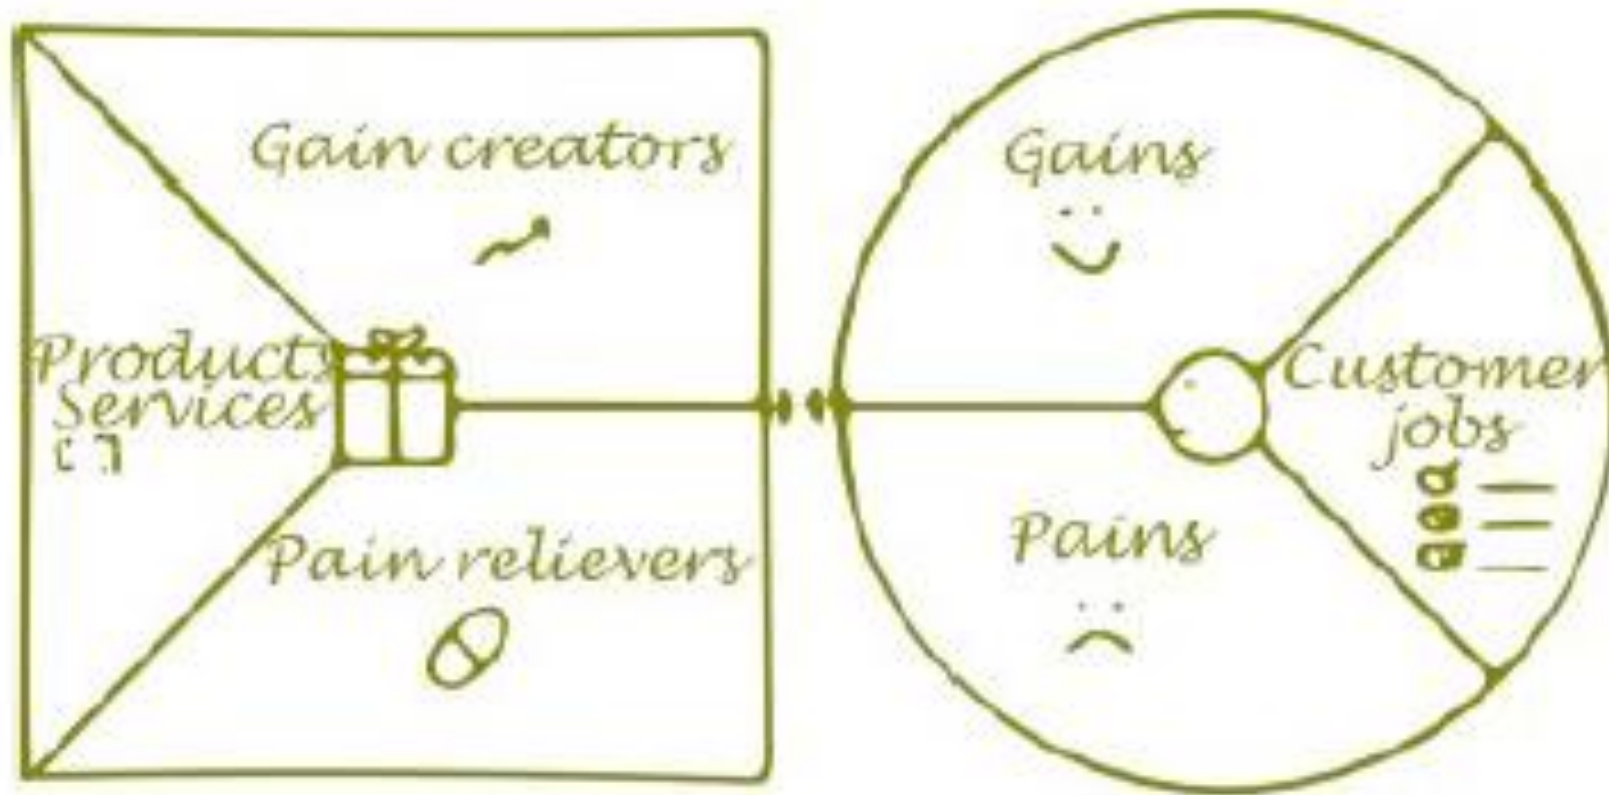 Gain creators
Gains
Products
Services
Customer
jobs
Pain relievers
Pains